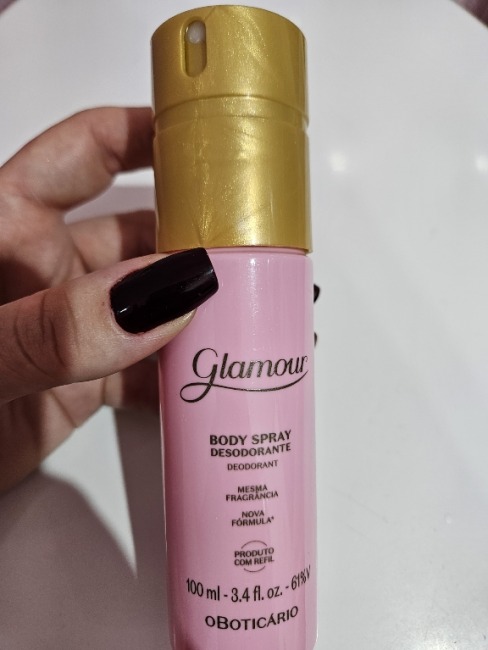 Glamour
BODY SPRAY
DESODORANTE
DEODORANT
MESMA
FRAGRÂNCIA
NOVA
FÓRMULA*
PRODUTO
COM REFIL
100 ml - 3.4 fl. oz. - 61%V
oBOTICÁRIO